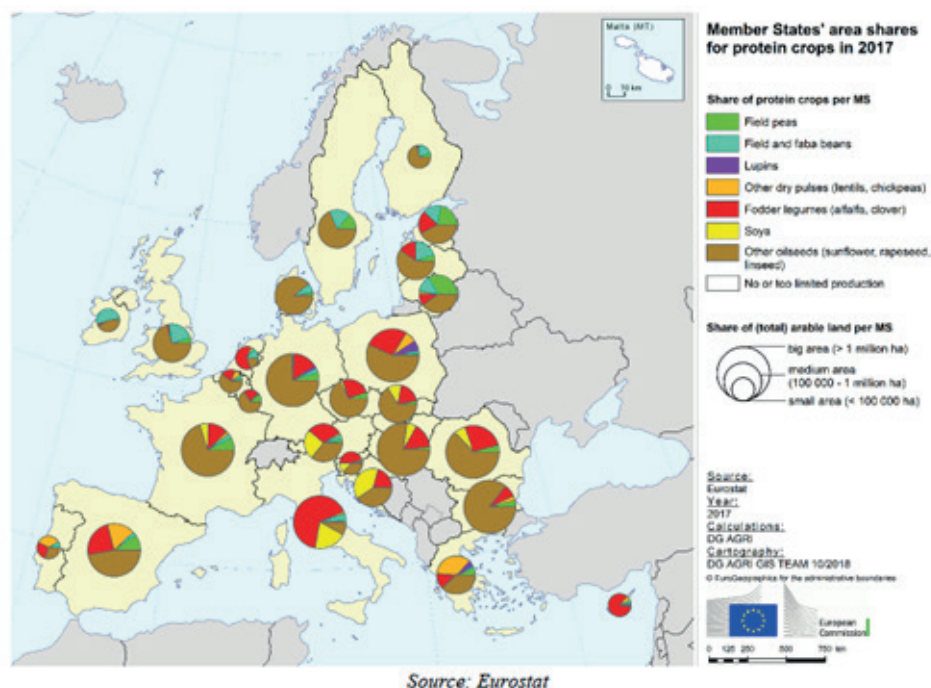 Malta (MT)
0 10 km
Member States' area shares
for protein crops in 2017
Share of protein crops per MS
Field peas
Field and faba beans
Lupins
Other dry pulses (lentils, chickpeas)
Fodder legumes (alfalfa, clover)
Soya
Other oilseeds (sunflower, rapeseed,
linseed)
No or too limited production
Share of (total) arable land per MS
big area (> 1 million ha)
medium area
(100 000 - 1 million ha)
small area (< 100 000 ha)
Source:
Eurostat
Year:
2017
Calculations:
DG AGRI
Cartography:
DG AGRI GIS TEAM 10/2018
© EuroGeographics for the administrative boundaries
European
Commission
0 125 250 500 750 km
Source: Eurostat